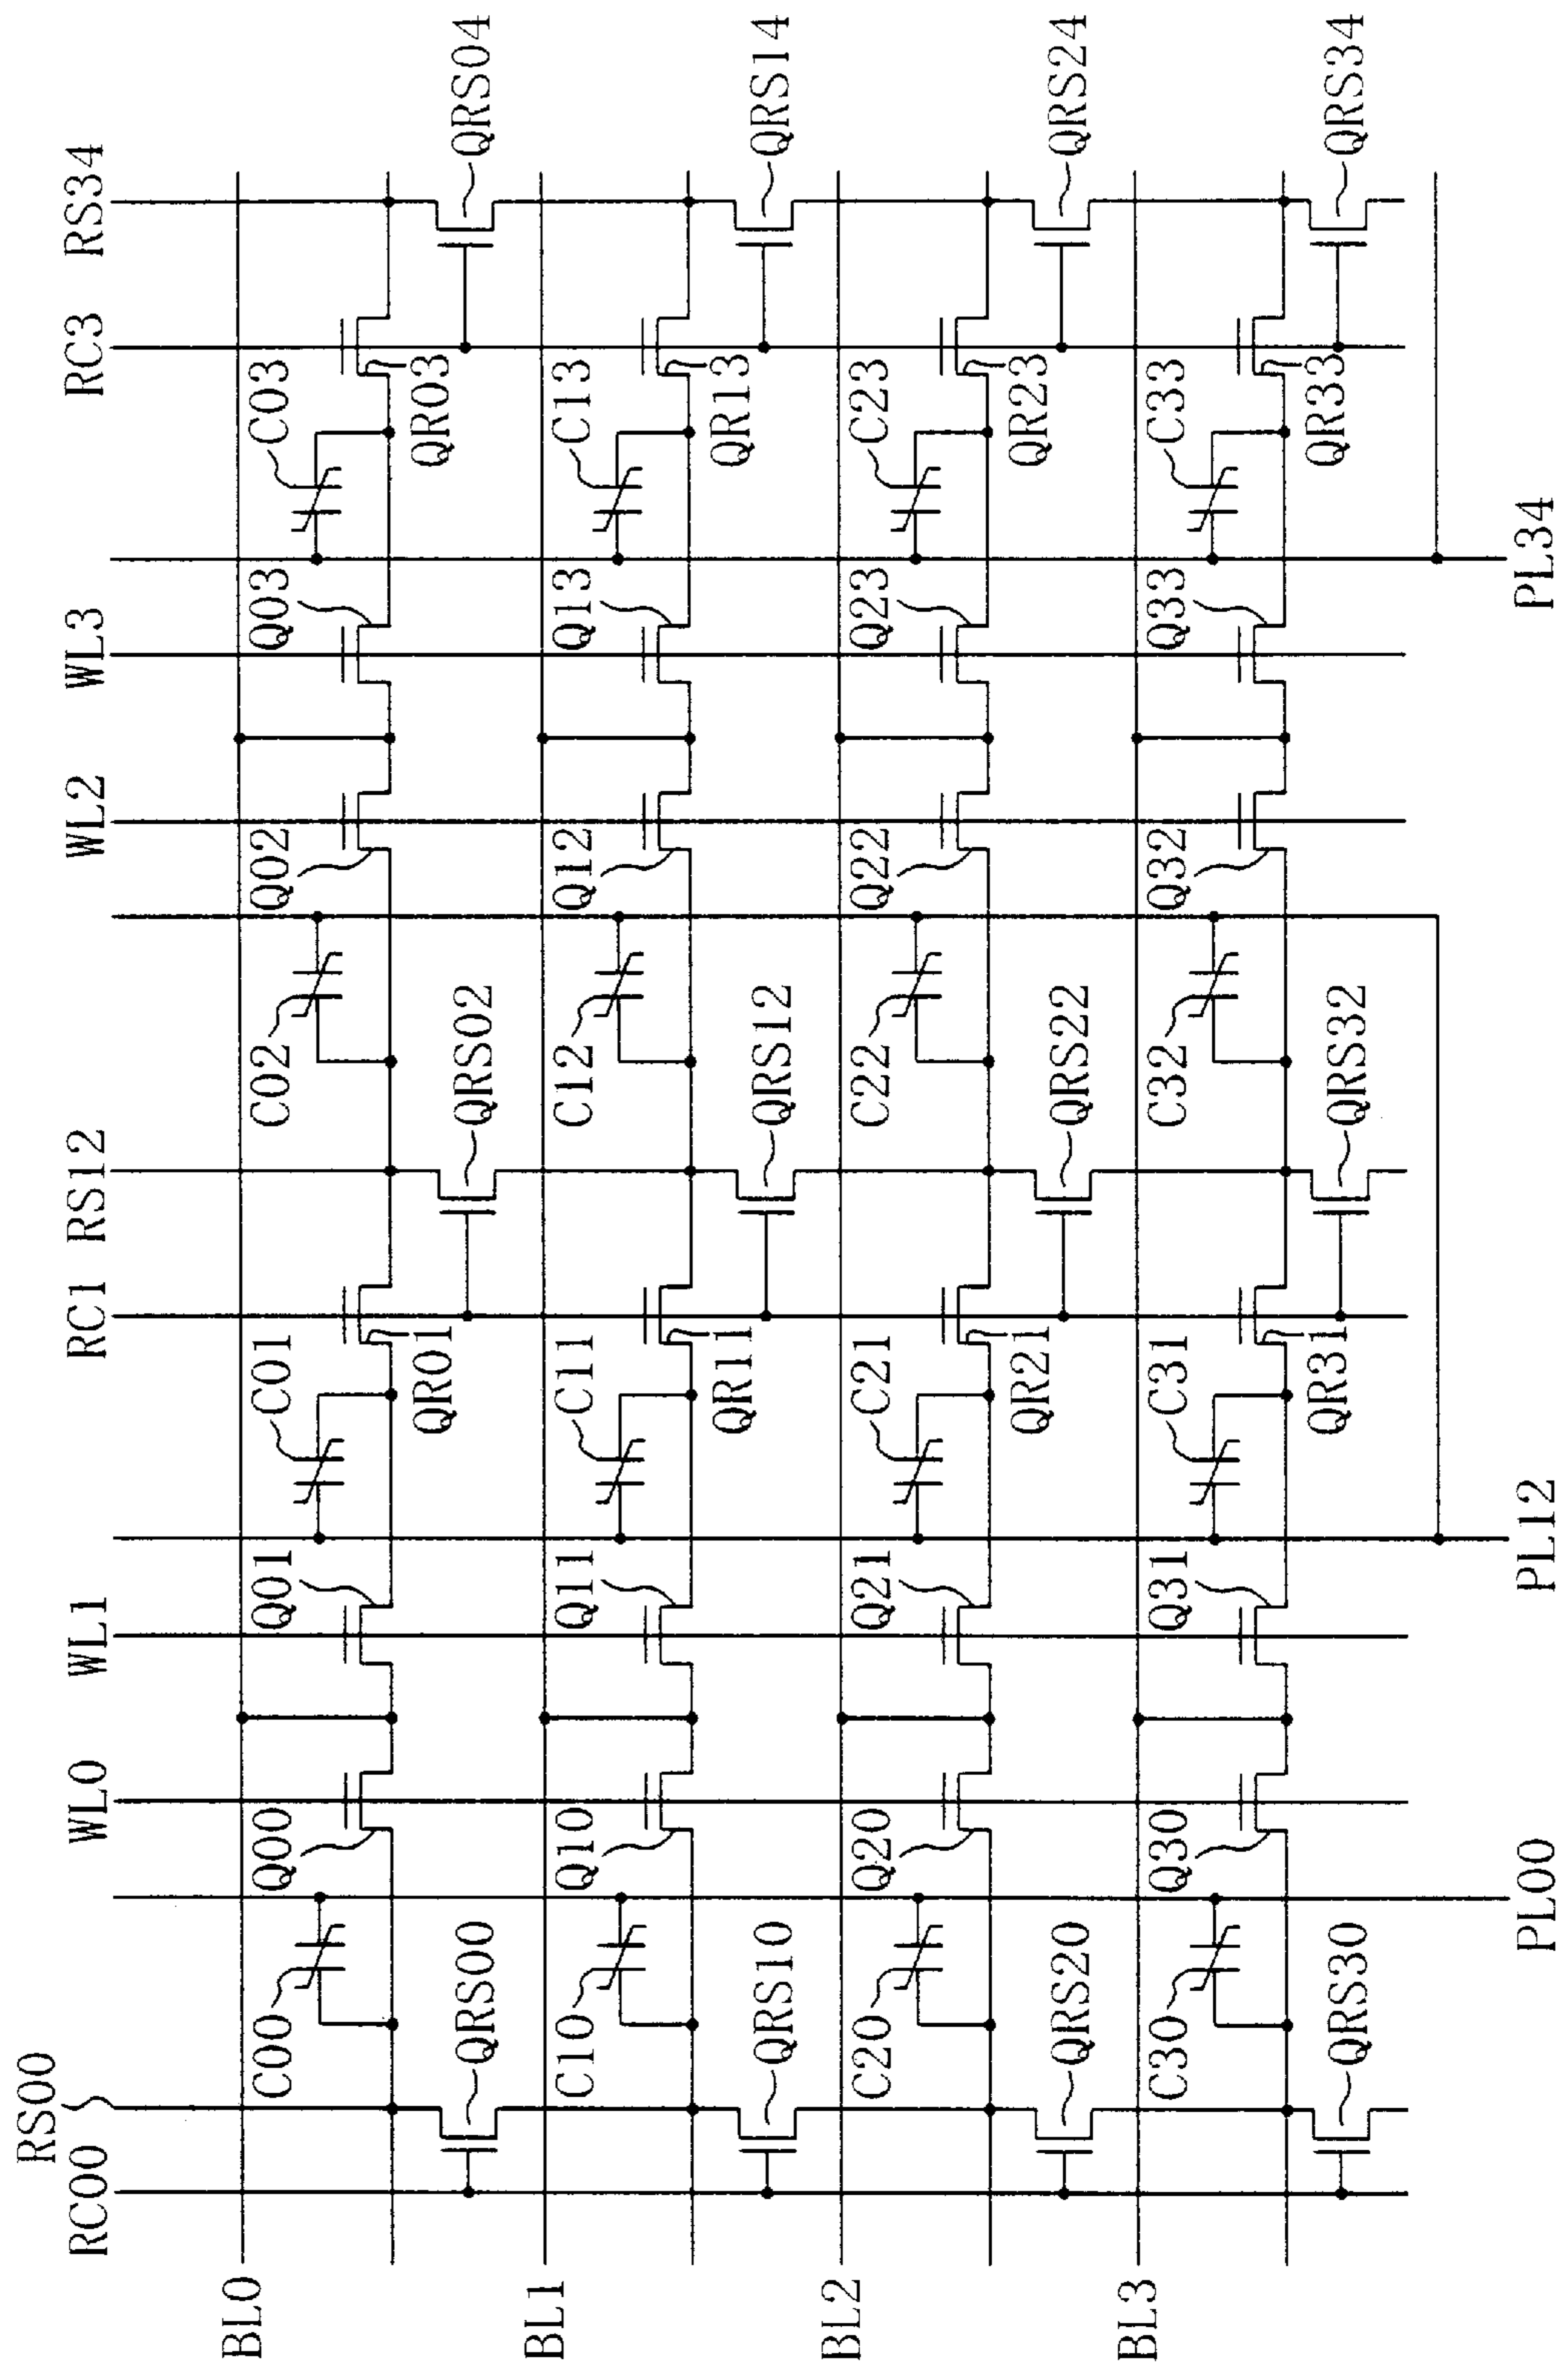 RS00
RC00 WL0 WL1 RC1 RS12 WL2 WL3 RC3 RS34
BL0
C00 Q00 Q01 C01 C02 Q02 Q03 C03
QRS00 QR01 QRS02 QR03 QRS04
BL1
C10 Q10 Q11 C11 C12 Q12 Q13 C13
QRS10 QR11 QRS12 QR13 QRS14
BL2
C20 Q20 Q21 C21 C22 Q22 Q23 C23
QRS20 QR21 QRS22 QR23 QRS24
BL3
C30 Q30 Q31 C31 C32 Q32 Q33 C33
QRS30 QR31 QRS32 QR33 QRS34
PL00 PL12 PL34